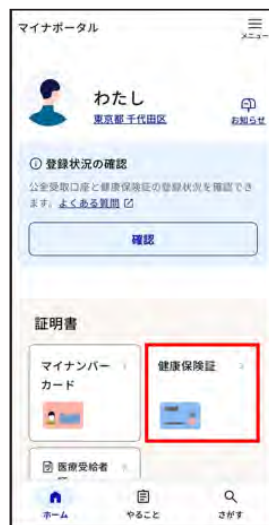 マイナポータル
メニュー
わたし
東京都 千代田区
お知らせ
登録状況の確認
公金受取口座と健康保険証の登録状況を確認でき
ます。よくある質問
確認
証明書
マイナンバー
カード
健康保険証
医療受給者
ホーム
やること
さがす